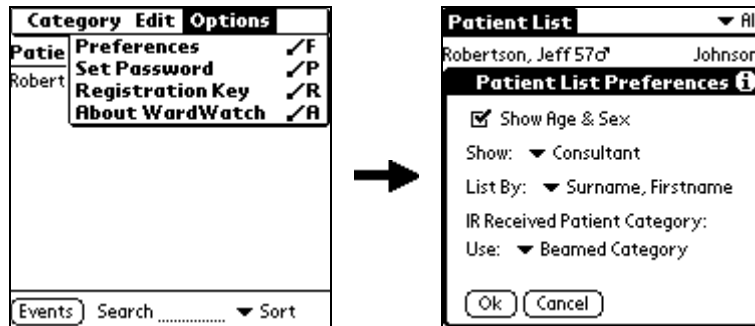 Category Edit Options
Patie
Preferences ✓F
Set Password ✓P
Robert
Registration Key ✓R
About WardWatch ✓A
Events Search Sort
Patient List Al
Robertson, Jeff 57♂ Johnson
Patient List Preferences i
Show Age & Sex
Show: Consultant
List By: Surname, Firstname
IR Received Patient Category:
Use: Beamed Category
Ok Cancel